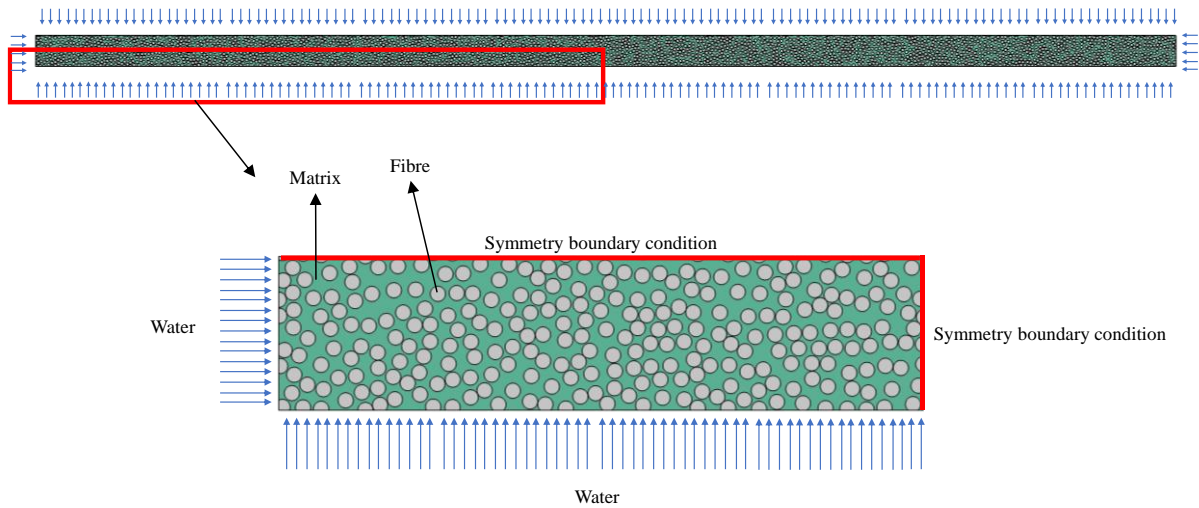 Fibre
Matrix
Symmetry boundary condition
Water
Symmetry boundary condition
Water